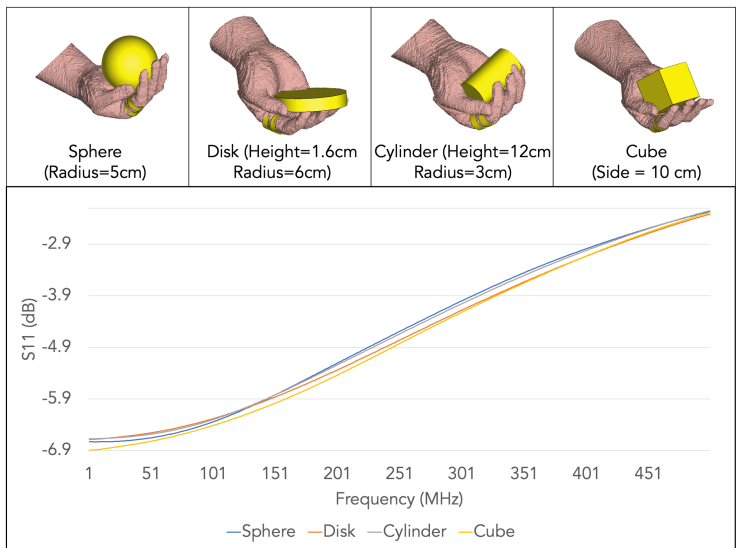 Sphere
(Radius=5cm)
Disk (Height=1.6cm
Radius=6cm)
Cylinder (Height=12cm
Radius=3cm)
Cube
(Side = 10 cm)
S11 (dB)
-2.9
-3.9
-4.9
-5.9
-6.9
1 51 101 151 201 251 301 351 401 451
Frequency (MHz)
Sphere Disk Cylinder Cube